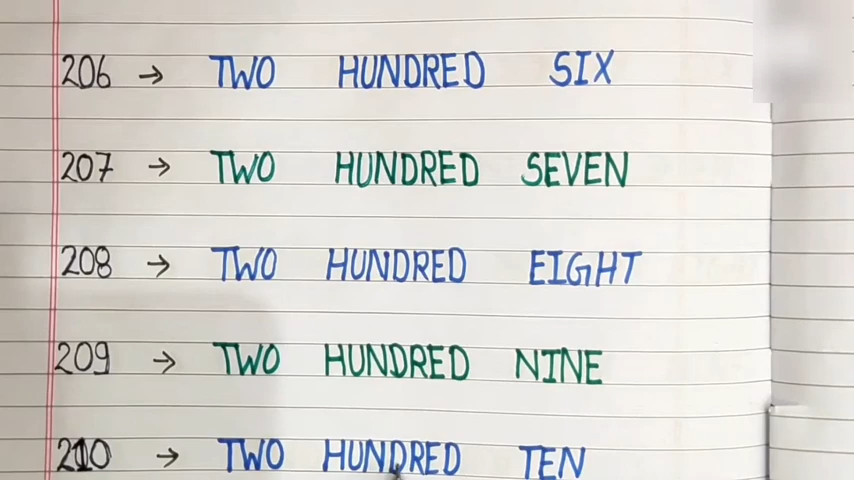 206 → TWO HUNDRED SIX
207 → TWO HUNDRED SEVEN
208 → TWO HUNDRED EIGHT
209 → TWO HUNDRED NINE
210 → TWO HUNDRED TEN